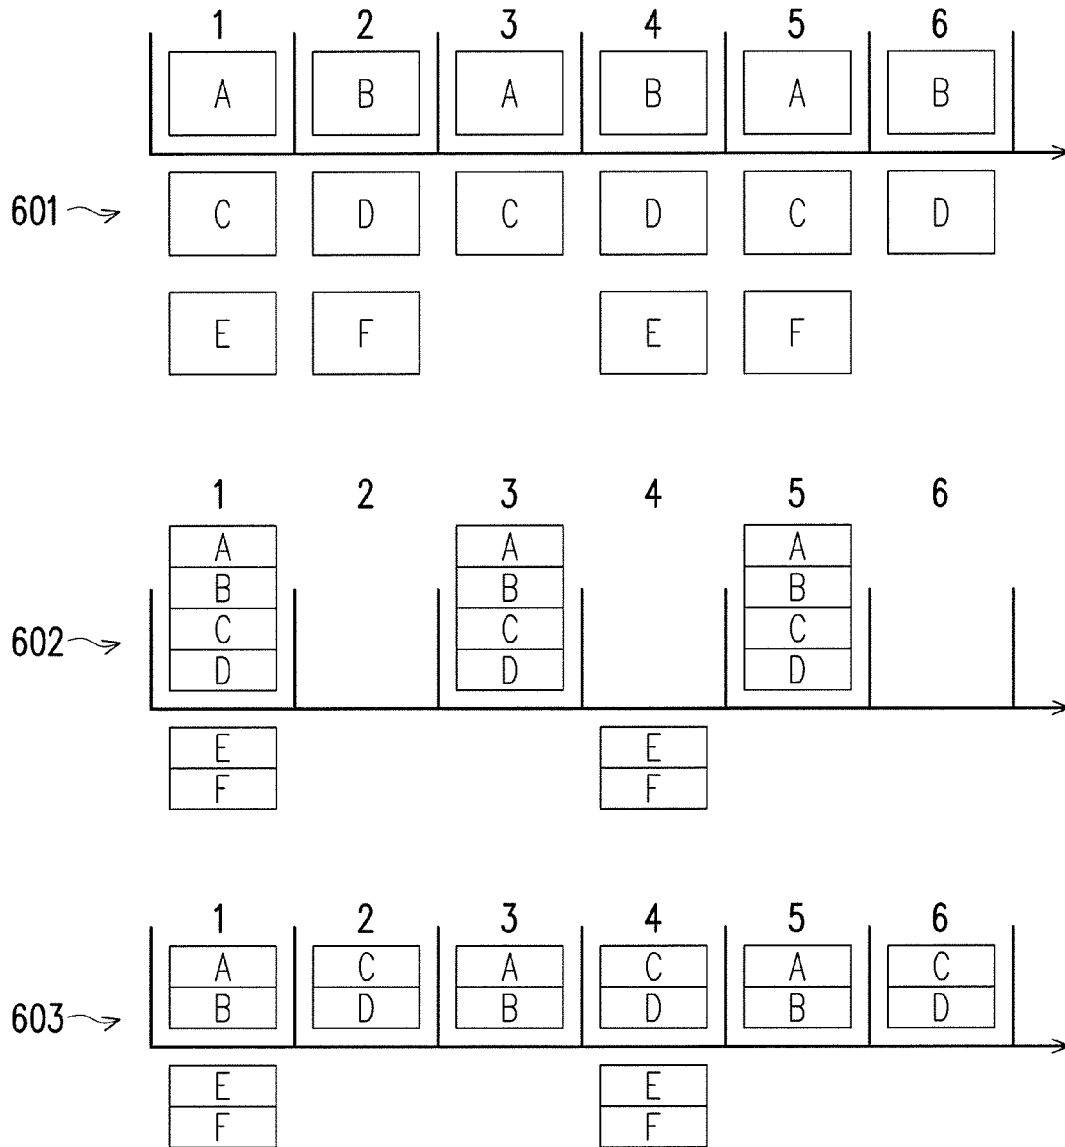 1 2 3 4 5 6
A B A B A B
601 C D C D C D
E F E F
1 2 3 4 5 6
A A A
B B B
602 C C C
D D D
E E
F F
1 2 3 4 5 6
A C A C A C
603 B D B D B D
E E
F F